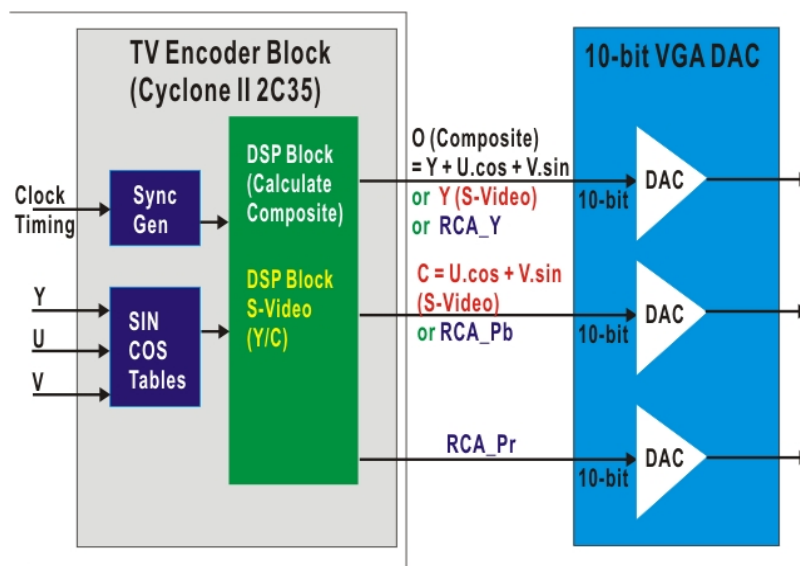 TV Encoder Block
(Cyclone II 2C35)
10-bit VGA DAC
Clock
Timing
Sync
Gen
Y
U
V
SIN
COS
Tables
DSP Block
(Calculate
Composite)
DSP Block
S-Video
(Y/C)
O (Composite)
= Y + U.cos + V.sin
or Y (S-Video)
or RCA_Y
10-bit
DAC
C = U.cos + V.sin
(S-Video)
or RCA_Pb
10-bit
DAC
RCA_Pr
10-bit
DAC